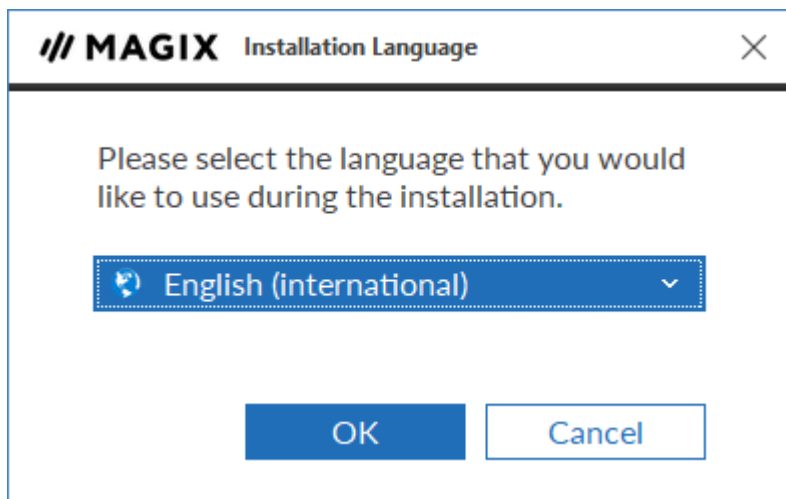 MAGIX Installation Language
Please select the language that you would
like to use during the installation.
English (international)
OK Cancel